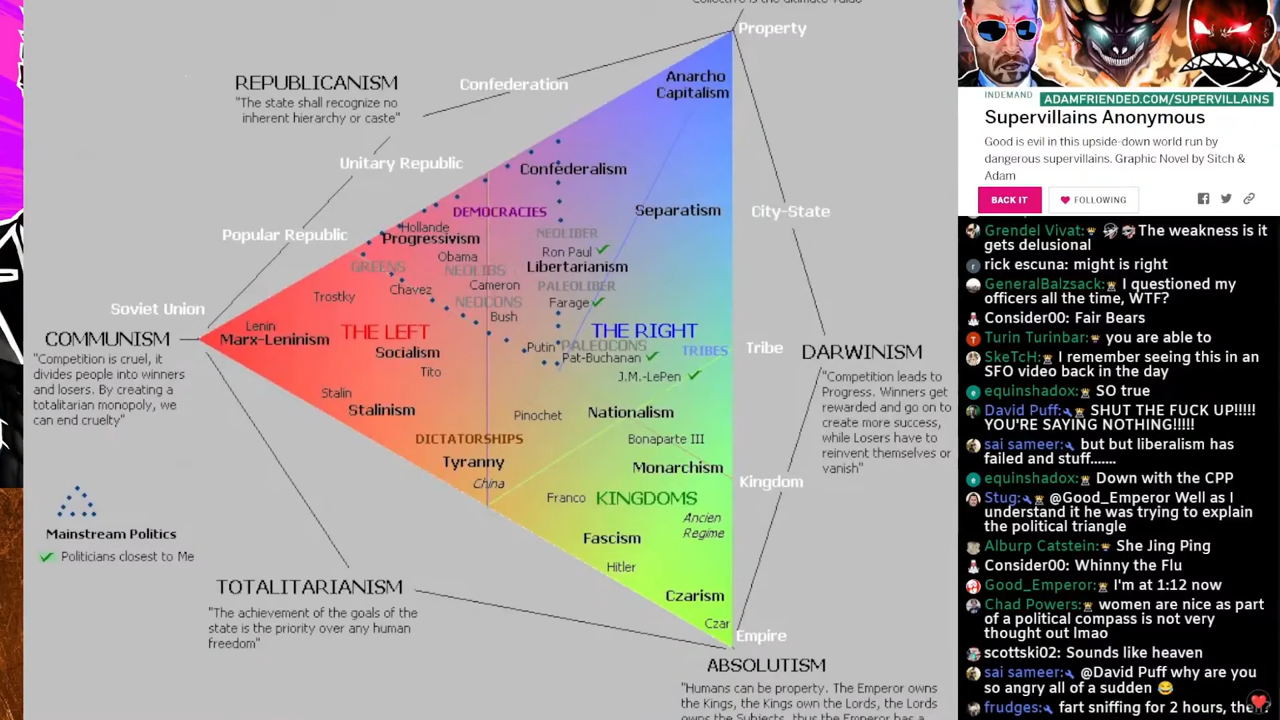 Collective is the ultimate value"
Property
REPUBLICANISM
"The state shall recognize no
inherent hierarchy or caste"
Confederation
Anarcho
Capitalism
Unitary Republic
Confederalism
DEMOCRACIES
Separatism
City-State
Popular Republic
Hollande
Progressivism
NEOLIBER
Ron Paul
Obama
GREENS
NEOLIBS
Libertarianism
Trostky
Chavez
Cameron
PALEOLIBER
NEOCONS
Farage
Bush
Soviet Union
COMMUNISM
Lenin
Marx-Leninism
THE LEFT
THE RIGHT
Putin
PALEOCONS
Pat-Buchanan
TRIBES
Tribe
DARWINISM
"Competition is cruel, it
divides people into winners
and losers. By creating a
totalitarian monopoly, we
can end cruelty"
Socialism
Tito
J.M.-LePen
"Competition leads to
Progress. Winners get
rewarded and go on to
create more success,
while Losers have to
reinvent themselves or
vanish"
Stalin
Stalinism
Pinochet
Nationalism
DICTATORSHIPS
Bonaparte III
Tyranny
China
Monarchism
Kingdom
Franco
KINGDOMS
Ancien
Regime
Mainstream Politics
Politicians closest to Me
Fascism
Hitler
TOTALITARIANISM
"The achievement of the goals of the
state is the priority over any human
freedom"
Czarism
Czar
Empire
ABSOLUTISM
"Humans can be property. The Emperor owns
the Kings, the Kings own the Lords, the Lords
owns the Subjects, thus the Emperor has a
INDEMAND
ADAMFRIENDED.COM/SUPERVILLAINS
Supervillains Anonymous
Good is evil in this upside-down world run by
dangerous supervillains. Graphic Novel by Sitch &
Adam
BACK IT
FOLLOWING
Grendel Vivat: The weakness is it
gets delusional
rick escuna: might is right
GeneralBalzsack: I questioned my
officers all the time, WTF?
Consider00: Fair Bears
Turin Turinbar: you are able to
SkeTcH: I remember seeing this in an
SFO video back in the day
equinshadox: SO true
David Puff: SHUT THE FUCK UP!!!!!
YOU'RE SAYING NOTHING!!!!!
sai sameer: but but liberalism has
failed and stuff.......
equinshadox: Down with the CPP
Stug: @Good_Emperor Well as I
understand it he was trying to explain
the political triangle
Alburp Catstein: She Jing Ping
Consider00: Whinny the Flu
Good_Emperor: I'm at 1:12 now
Chad Powers: women are nice as part
of a political compass is not very
thought out lmao
scottski02: Sounds like heaven
sai sameer: @David Puff why are you
so angry all of a sudden 😂
frudges: fart sniffing for 2 hours,